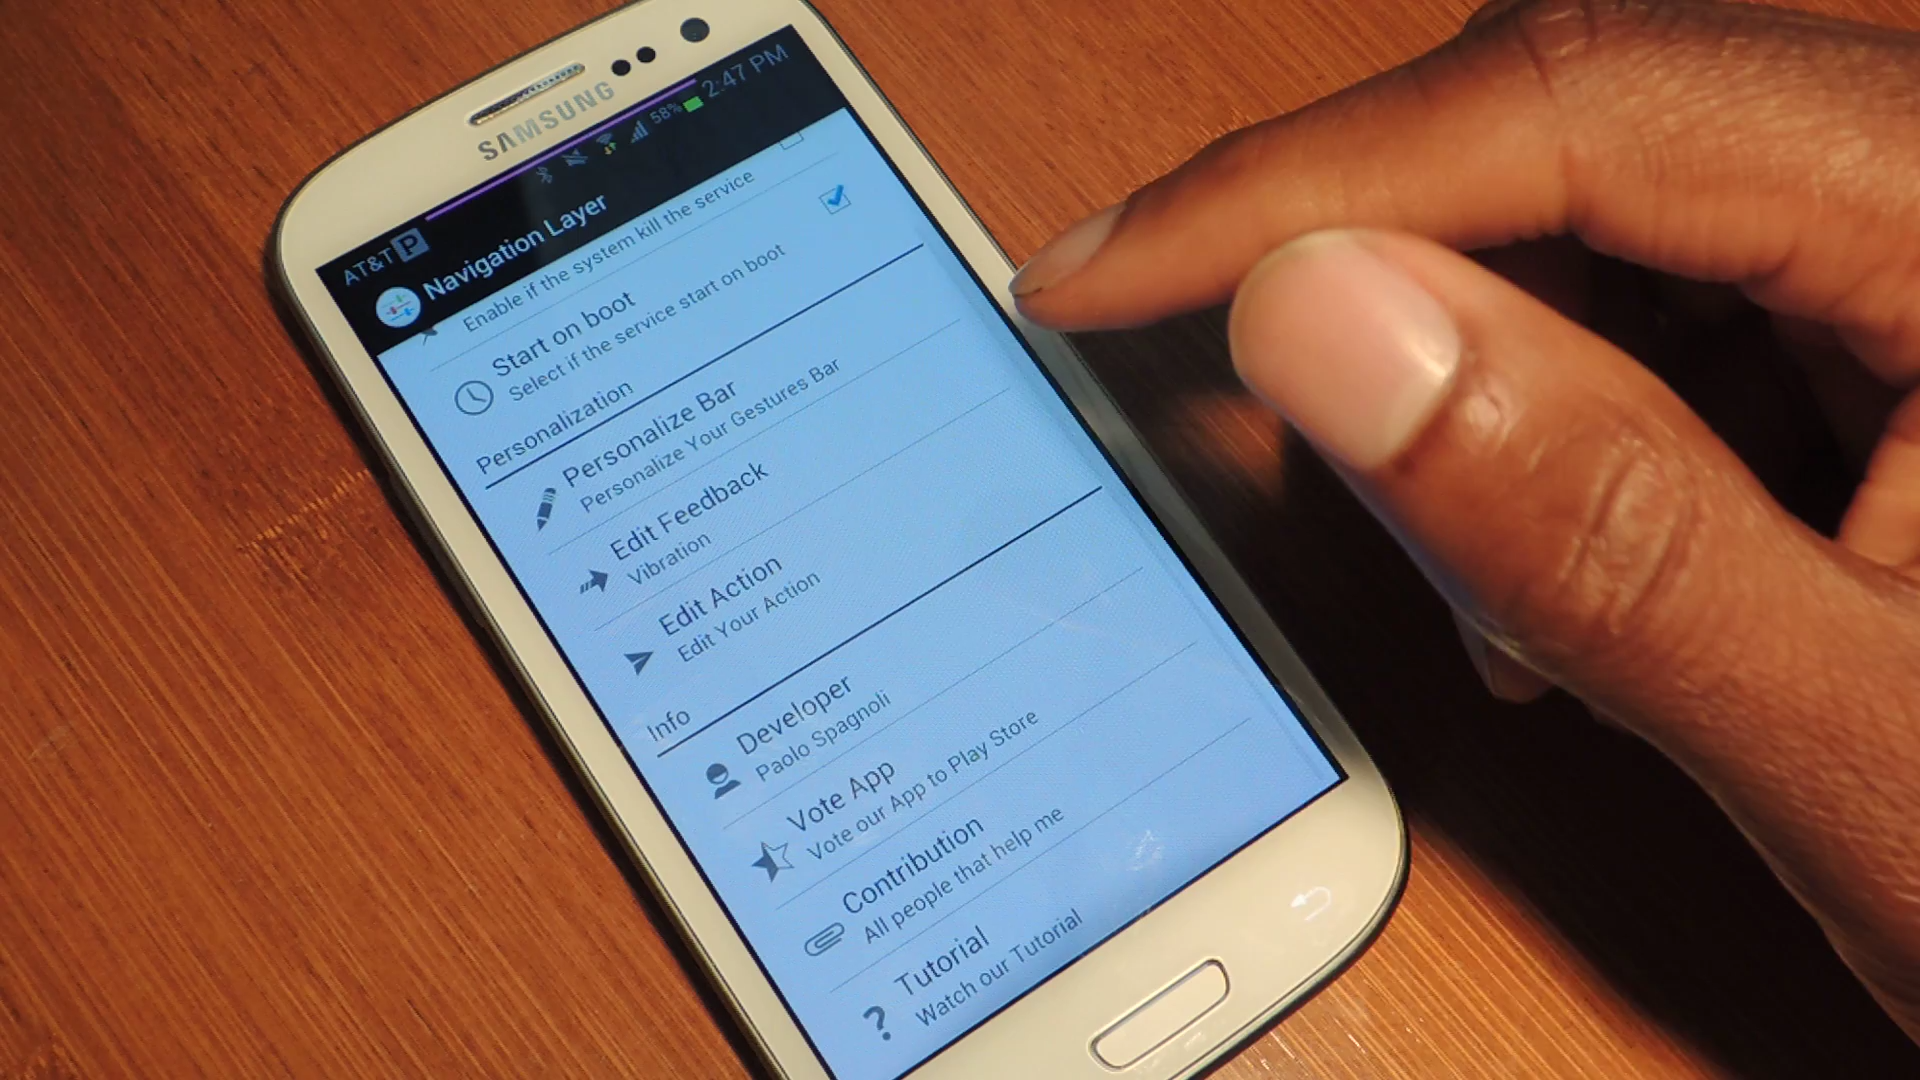 SAMSUNG
AT&T P 58% 2:47 PM
Navigation Layer
Enable if the system kill the service
Start on boot
Select if the service start on boot
Personalization
Personalize Bar
Personalize Your Gestures Bar
Edit Feedback
Vibration
Edit Action
Edit Your Action
Info
Developer
Paolo Spagnoli
Vote App
Vote our App to Play Store
Contribution
All people that help me
Tutorial
Watch our Tutorial
?